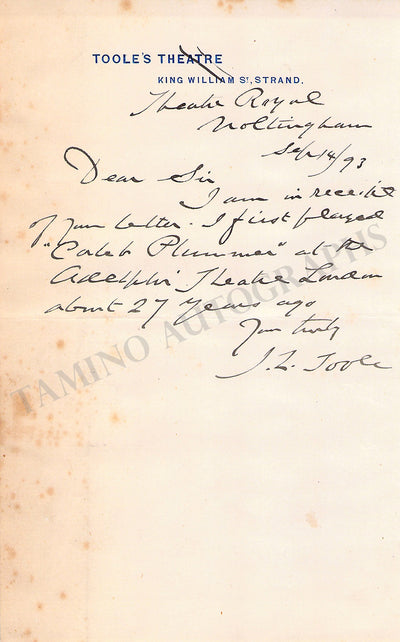 TOOLE'S THEATRE
KING WILLIAM ST, STRAND.
Theatre Royal
Nottingham
Sep 14/93
Dear Sir
I am in receipt
of your letter. I first played
"Caleb Plummer" at the
Adelphi Theatre London
about 27 years ago
Your truly
J. L. Toole
TAMINO AUTOGRAPHS